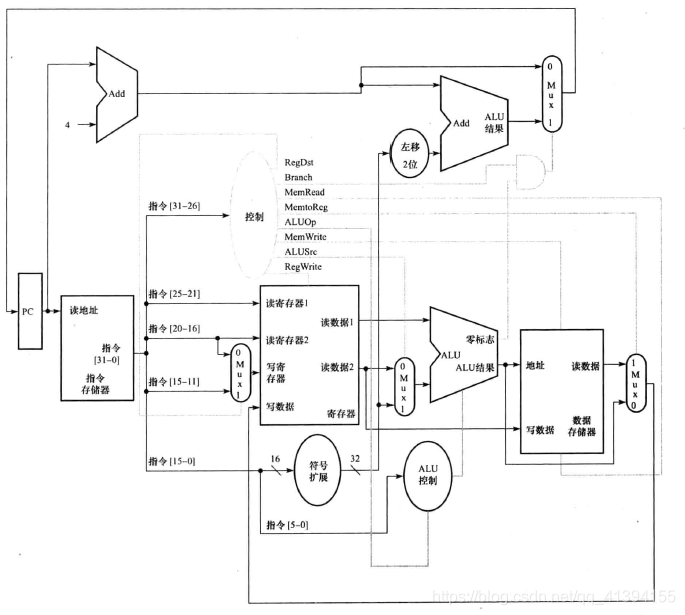 Add
4
0
M
u
x
1
Add
ALU
结果
左移
2位
RegDst
Branch
MemRead
MemtoReg
ALUOp
MemWrite
ALUSrc
RegWrite
控制
指令 [31-26]
PC
读地址
指令
[31-0]
指令
存储器
指令 [25-21]
指令 [20-16]
指令 [15-11]
指令 [15-0]
0
M
u
x
1
读寄存器1
读寄存器2
写寄
存器
写数据
读数据1
读数据2
寄存器
0
M
u
x
1
零标志
ALU
ALU结果
地址
读数据
写数据
数据
存储器
1
M
u
x
0
16
符号
扩展
32
ALU
控制
指令 [5-0]
https://blog.csdn.net/qq_41394155